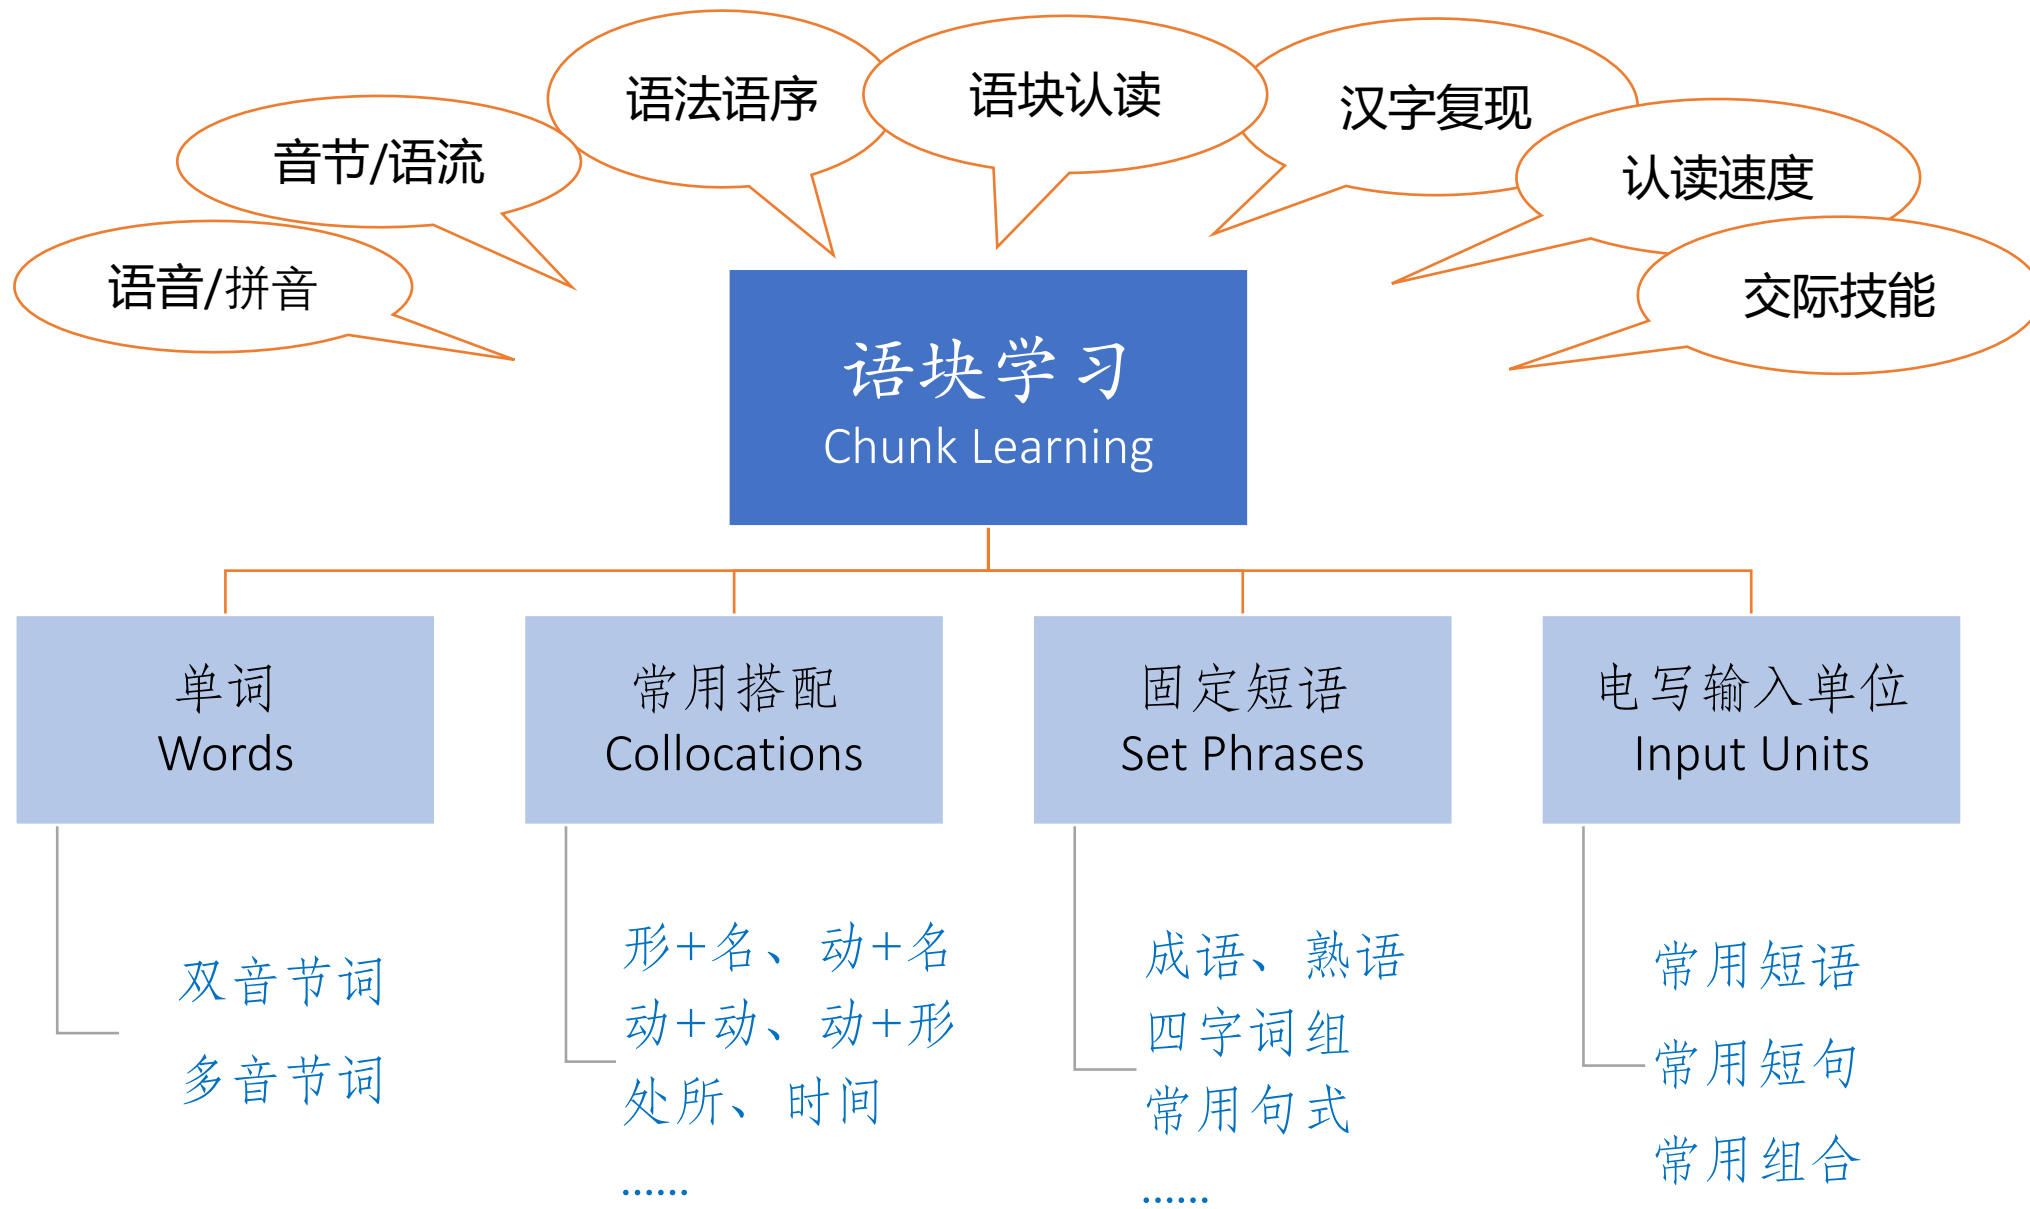 语法语序
语块认读
汉字复现
音节/语流
认读速度
语音/拼音
交际技能
语块学习
Chunk Learning
单词
Words
双音节词
多音节词
常用搭配
Collocations
形+名、动+名
动+动、动+形
处所、时间
......
固定短语
Set Phrases
成语、熟语
四字词组
常用句式
......
电写输入单位
Input Units
常用短语
常用短句
常用组合